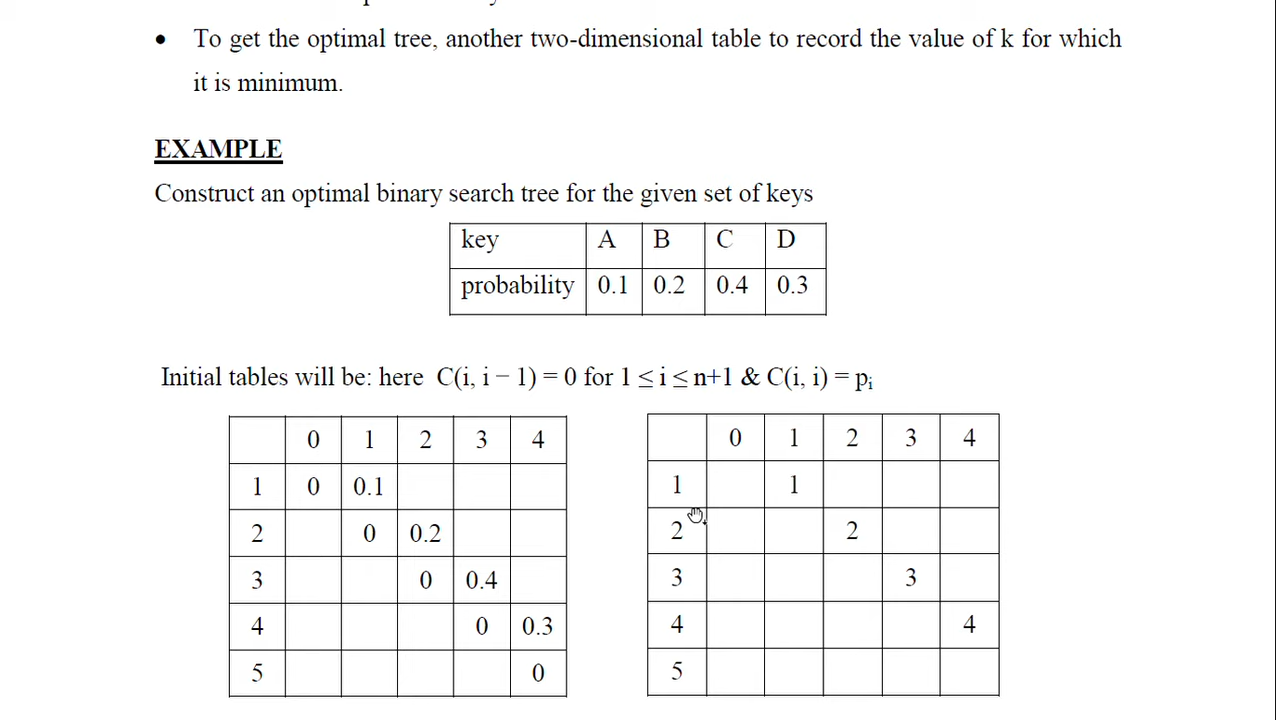 • To get the optimal tree, another two-dimensional table to record the value of k for which
it is minimum.
EXAMPLE
Construct an optimal binary search tree for the given set of keys
key A B C D
probability 0.1 0.2 0.4 0.3
Initial tables will be: here C(i, i − 1) = 0 for 1 ≤ i ≤ n+1 & C(i, i) = pᵢ
0 1 2 3 4
1 0 0.1
2 0 0.2
3 0 0.4
4 0 0.3
5 0
0 1 2 3 4
1 1
2 2
3 3
4 4
5